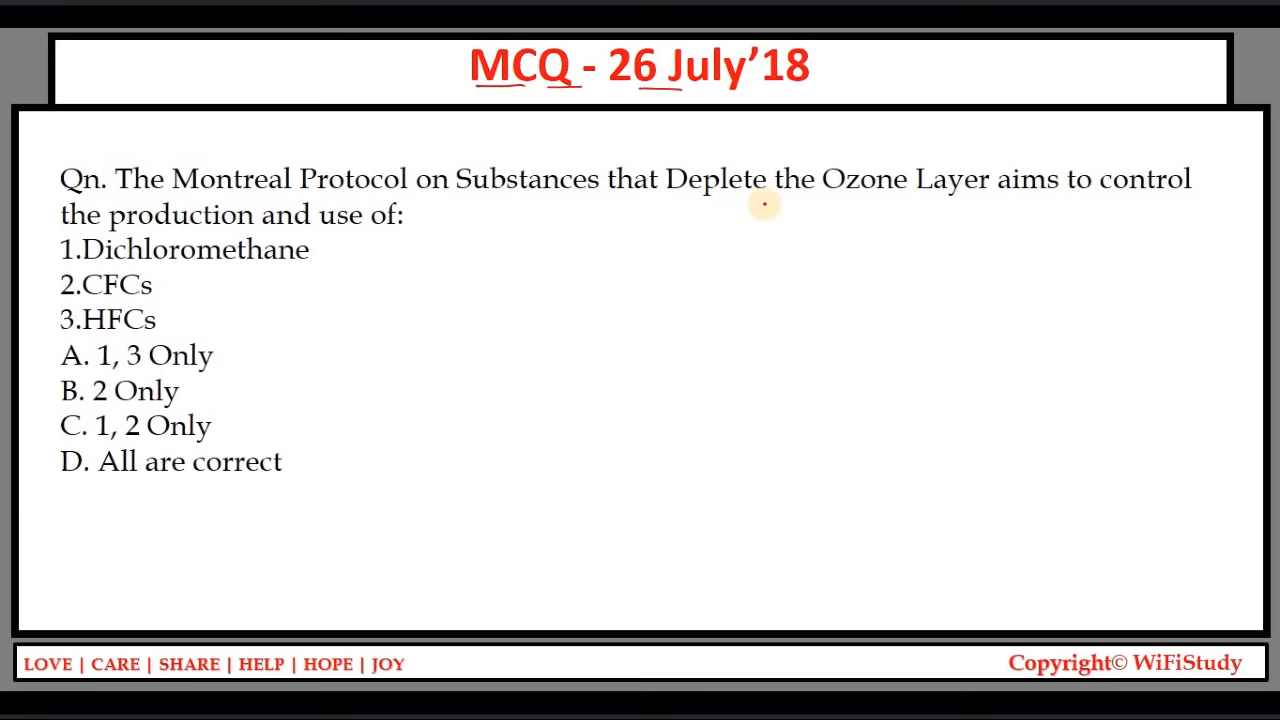 MCQ - 26 July’18
Qn. The Montreal Protocol on Substances that Deplete the Ozone Layer aims to control
the production and use of:
1.Dichloromethane
2.CFCs
3.HFCs
A. 1, 3 Only
B. 2 Only
C. 1, 2 Only
D. All are correct
LOVE | CARE | SHARE | HELP | HOPE | JOY
Copyright© WiFiStudy